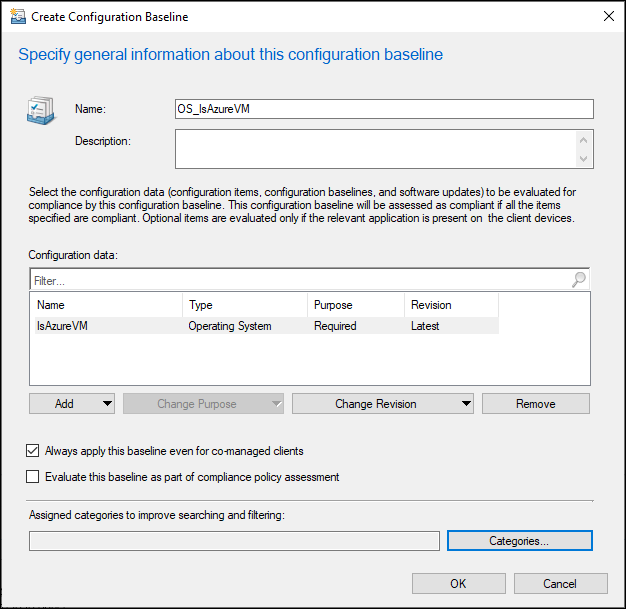 Create Configuration Baseline
Specify general information about this configuration baseline
Name:
OS_IsAzureVM
Description:
Select the configuration data (configuration items, configuration baselines, and software updates) to be evaluated for
compliance by this configuration baseline. This configuration baseline will be assessed as compliant if all the items
specified are compliant. Optional items are evaluated only if the relevant application is present on the client devices.
Configuration data:
Filter...
Name Type Purpose Revision
IsAzureVM Operating System Required Latest
Add Change Purpose Change Revision Remove
Always apply this baseline even for co-managed clients
Evaluate this baseline as part of compliance policy assessment
Assigned categories to improve searching and filtering:
Categories...
OK Cancel